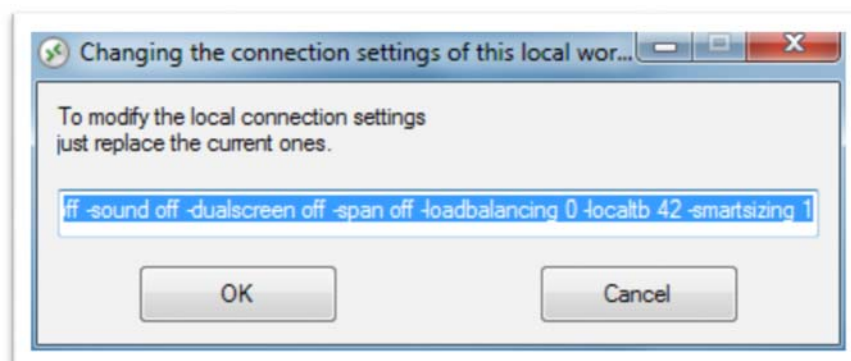 Changing the connection settings of this local wor...
To modify the local connection settings
just replace the current ones.
-sound off -dualscreen off -span off -loadbalancing 0 -localtb 42 -smartsizing 1
OK
Cancel